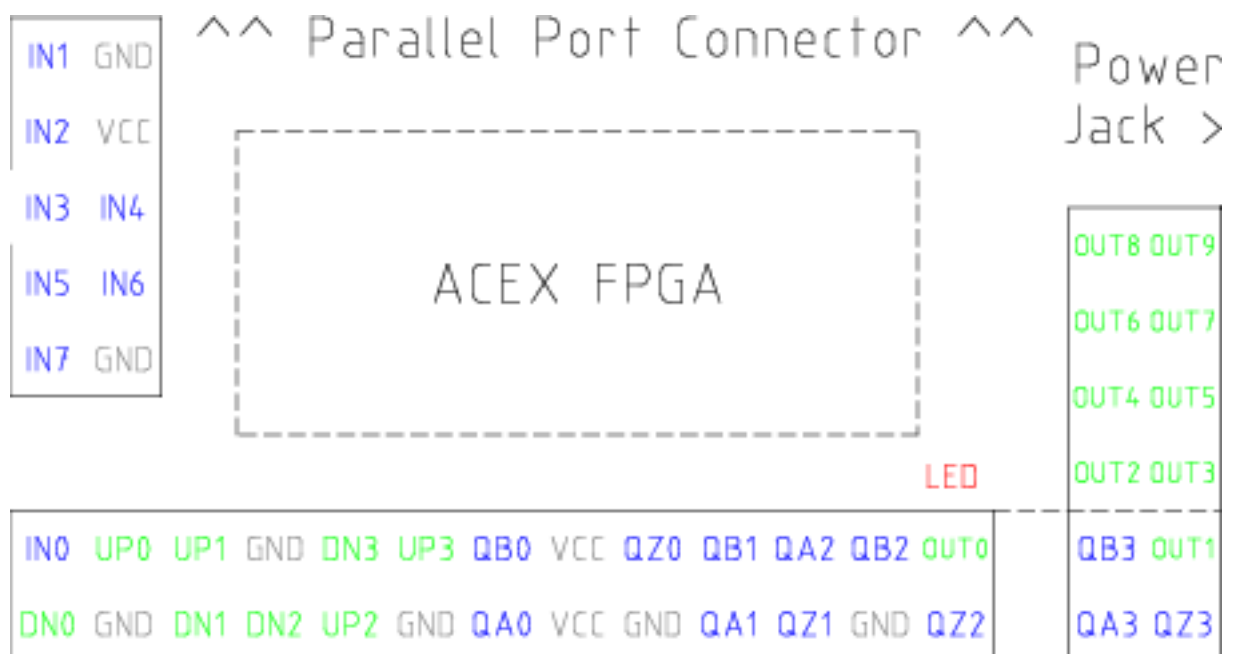 ^^ Parallel Port Connector ^^
Power
Jack >
IN1 GND
IN2 VCC
IN3 IN4
IN5 IN6
IN7 GND
ACEX FPGA
OUT8 OUT9
OUT6 OUT7
OUT4 OUT5
OUT2 OUT3
LED
IN0 UP0 UP1 GND DN3 UP3 QB0 VCC QZ0 QB1 QA2 QB2 OUT0
DN0 GND DN1 DN2 UP2 GND QA0 VCC GND QA1 QZ1 GND QZ2
QB3 OUT1
QA3 QZ3